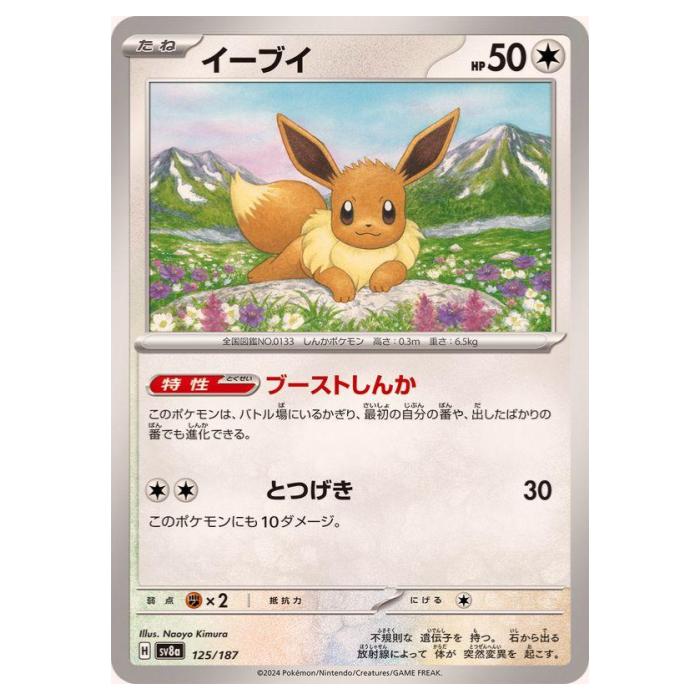 たね イーブイ HP 50
全国図鑑NO.0133 しんかポケモン 高さ:0.3m 重さ:6.5kg
特性 とくせい ブーストしんか
このポケモンは、バトル場にいるかぎり、最初の自分の番や、出したばかりの
番でも進化できる。
とつげき 30
このポケモンにも10ダメージ。
弱点 ×2 抵抗力 にげる
Illus. Naoyo Kimura
H SV8a 125/187
不規則な 遺伝子を 持つ。 石から出る
放射線によって 体が 突然変異を 起こす。
©2024 Pokémon/Nintendo/Creatures/GAME FREAK.